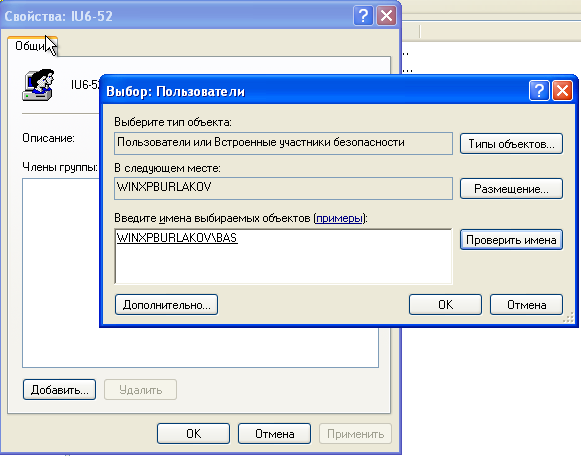 Свойства: IU6-52
Общие
IU6-52
Описание:
Члены группы:
Добавить...
Удалить
OK
Отмена
Применить
Выбор: Пользователи
Выберите тип объекта:
Пользователи или Встроенные участники безопасности
Типы объектов...
В следующем месте:
WINXPBURLAKOV
Размещение...
Введите имена выбираемых объектов (примеры):
WINXPBURLAKOV\BAS
Проверить имена
Дополнительно...
OK
Отмена